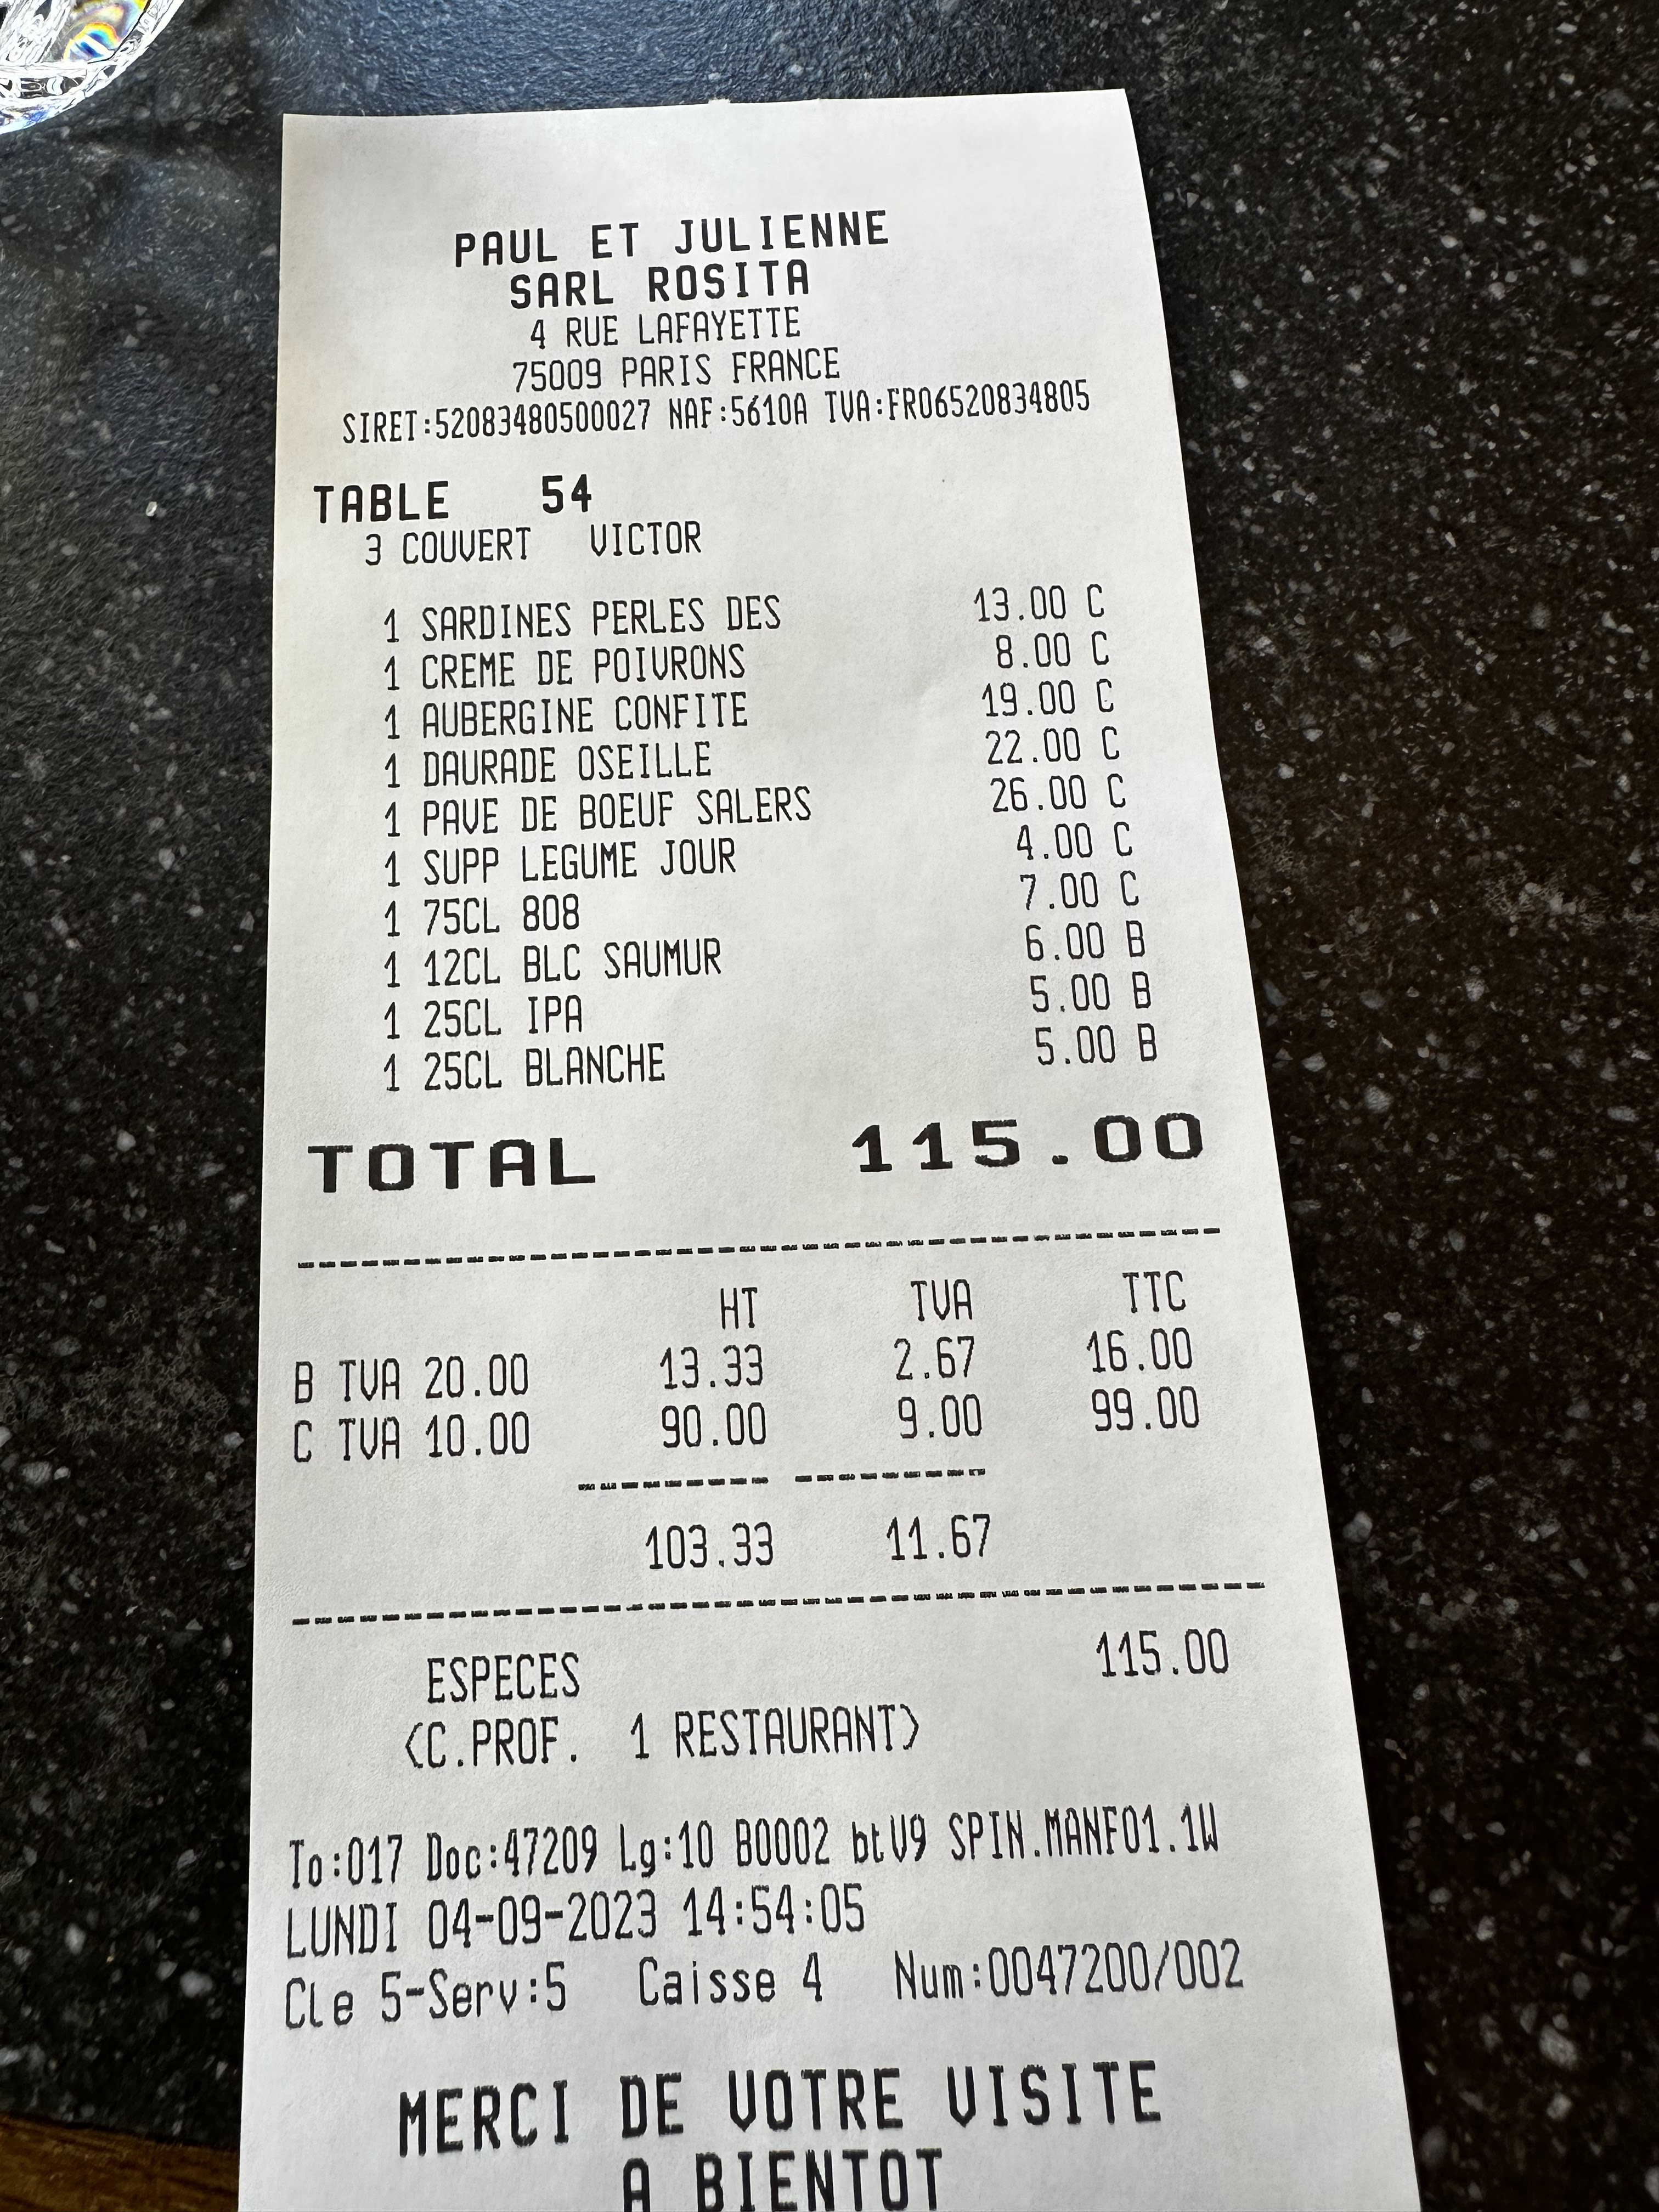 PAUL ET JULIENNE
SARL ROSITA
4 RUE LAFAYETTE
75009 PARIS FRANCE
SIRET:52083480500027 NAF:5610A TVA:FR06520834805
TABLE 54
3 COUVERT VICTOR
1 SARDINES PERLES DES 13.00 C
1 CREME DE POIVRONS 8.00 C
1 AUBERGINE CONFITE 19.00 C
1 DAURADE OSEILLE 22.00 C
1 PAVE DE BOEUF SALERS 26.00 C
1 SUPP LEGUME JOUR 4.00 C
1 75CL 808 7.00 C
1 12CL BLC SAUMUR 6.00 B
1 25CL IPA 5.00 B
1 25CL BLANCHE 5.00 B
TOTAL 115.00
HT TVA TTC
B TVA 20.00 13.33 2.67 16.00
C TVA 10.00 90.00 9.00 99.00
103.33 11.67
ESPECES 115.00
(C.PROF. 1 RESTAURANT)
To:017 Doc:47209 Lg:10 B0002 btV9 SPIN.MANF01.1W
LUNDI 04-09-2023 14:54:05
Cle 5-Serv:5 Caisse 4 Num:0047200/002
MERCI DE VOTRE VISITE
A BIENTOT